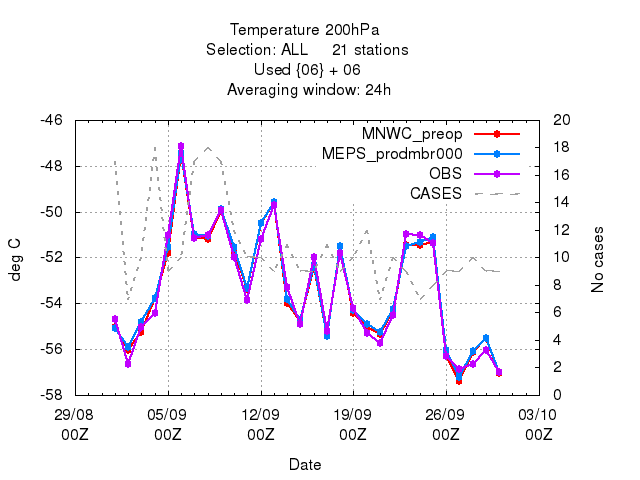 Temperature 200hPa
Selection: ALL 21 stations
Used {06} + 06
Averaging window: 24h
-46
-48
-50
-52
-54
-56
-58
deg C
20
18
16
14
12
10
8
6
4
2
0
No cases
MNWC_preop
MEPS_prodmbr000
OBS
CASES
29/08 05/09 12/09 19/09 26/09 03/10
00Z 00Z 00Z 00Z 00Z 00Z
Date